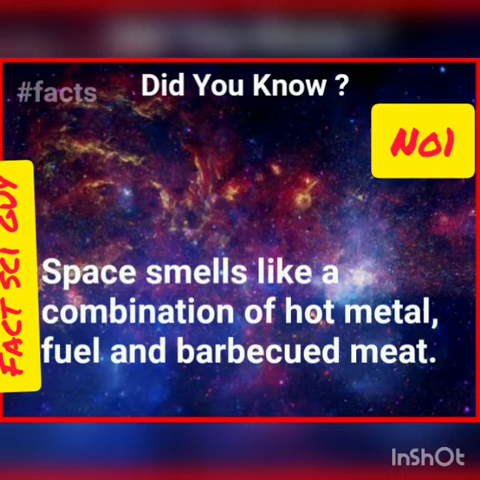 #facts
Did You Know ?
No1
FACT SCI GUY
Space smells like a
combination of hot metal,
fuel and barbecued meat.
InShOt